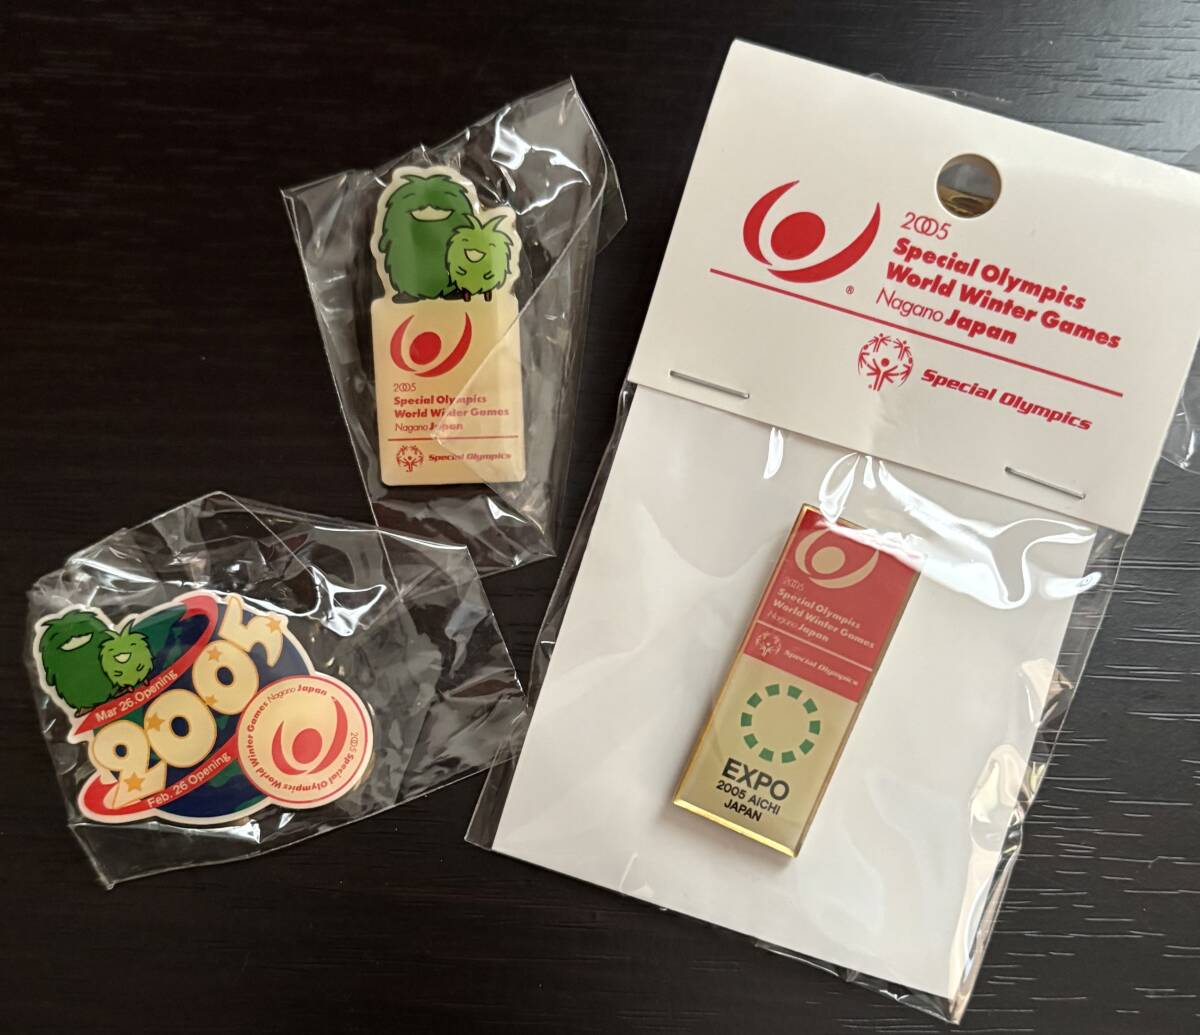 2005
Special Olympics
World Winter Games
Nagano Japan
Special Olympics
®
2005
Special Olympics
World Winter Games
Nagano Japan
Special Olympics
Mar 25.Opening
2005
Feb. 26 Opening
2005 Special Olympics World Winter Games Nagano Japan
2005
Special Olympics
World Winter Games
Nagano Japan
Special Olympics
EXPO
2005 AICHI
JAPAN